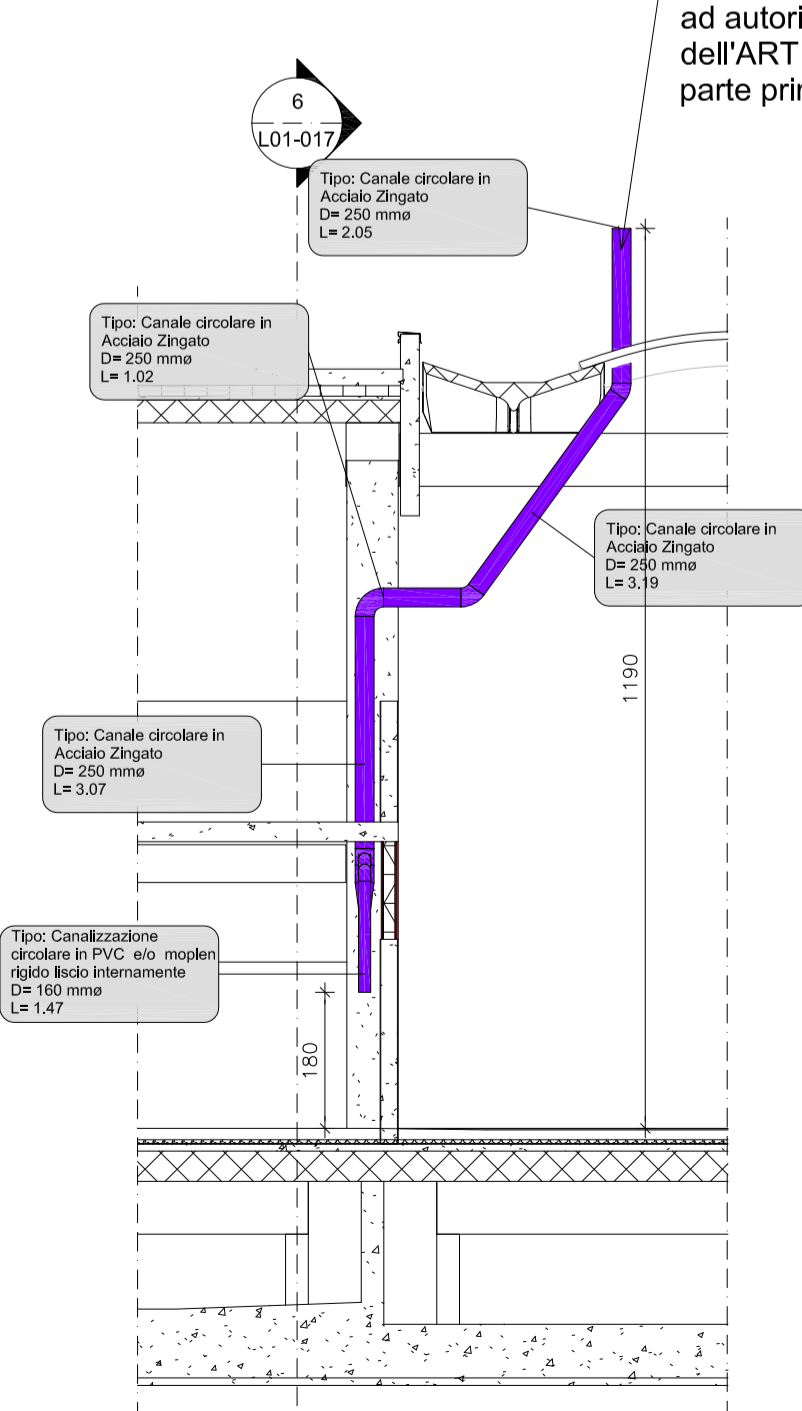 ad autori
dell'ART
parte prin
6
L01-017
Tipo: Canale circolare in
Acciaio Zingato
D= 250 mmø
L= 2.05
Tipo: Canale circolare in
Acciaio Zingato
D= 250 mmø
L= 1.02
Tipo: Canale circolare in
Acciaio Zingato
D= 250 mmø
L= 3.19
1190
Tipo: Canale circolare in
Acciaio Zingato
D= 250 mmø
L= 3.07
Tipo: Canalizzazione
circolare in PVC e/o moplen
rigido liscio internamente
D= 160 mmø
L= 1.47
180